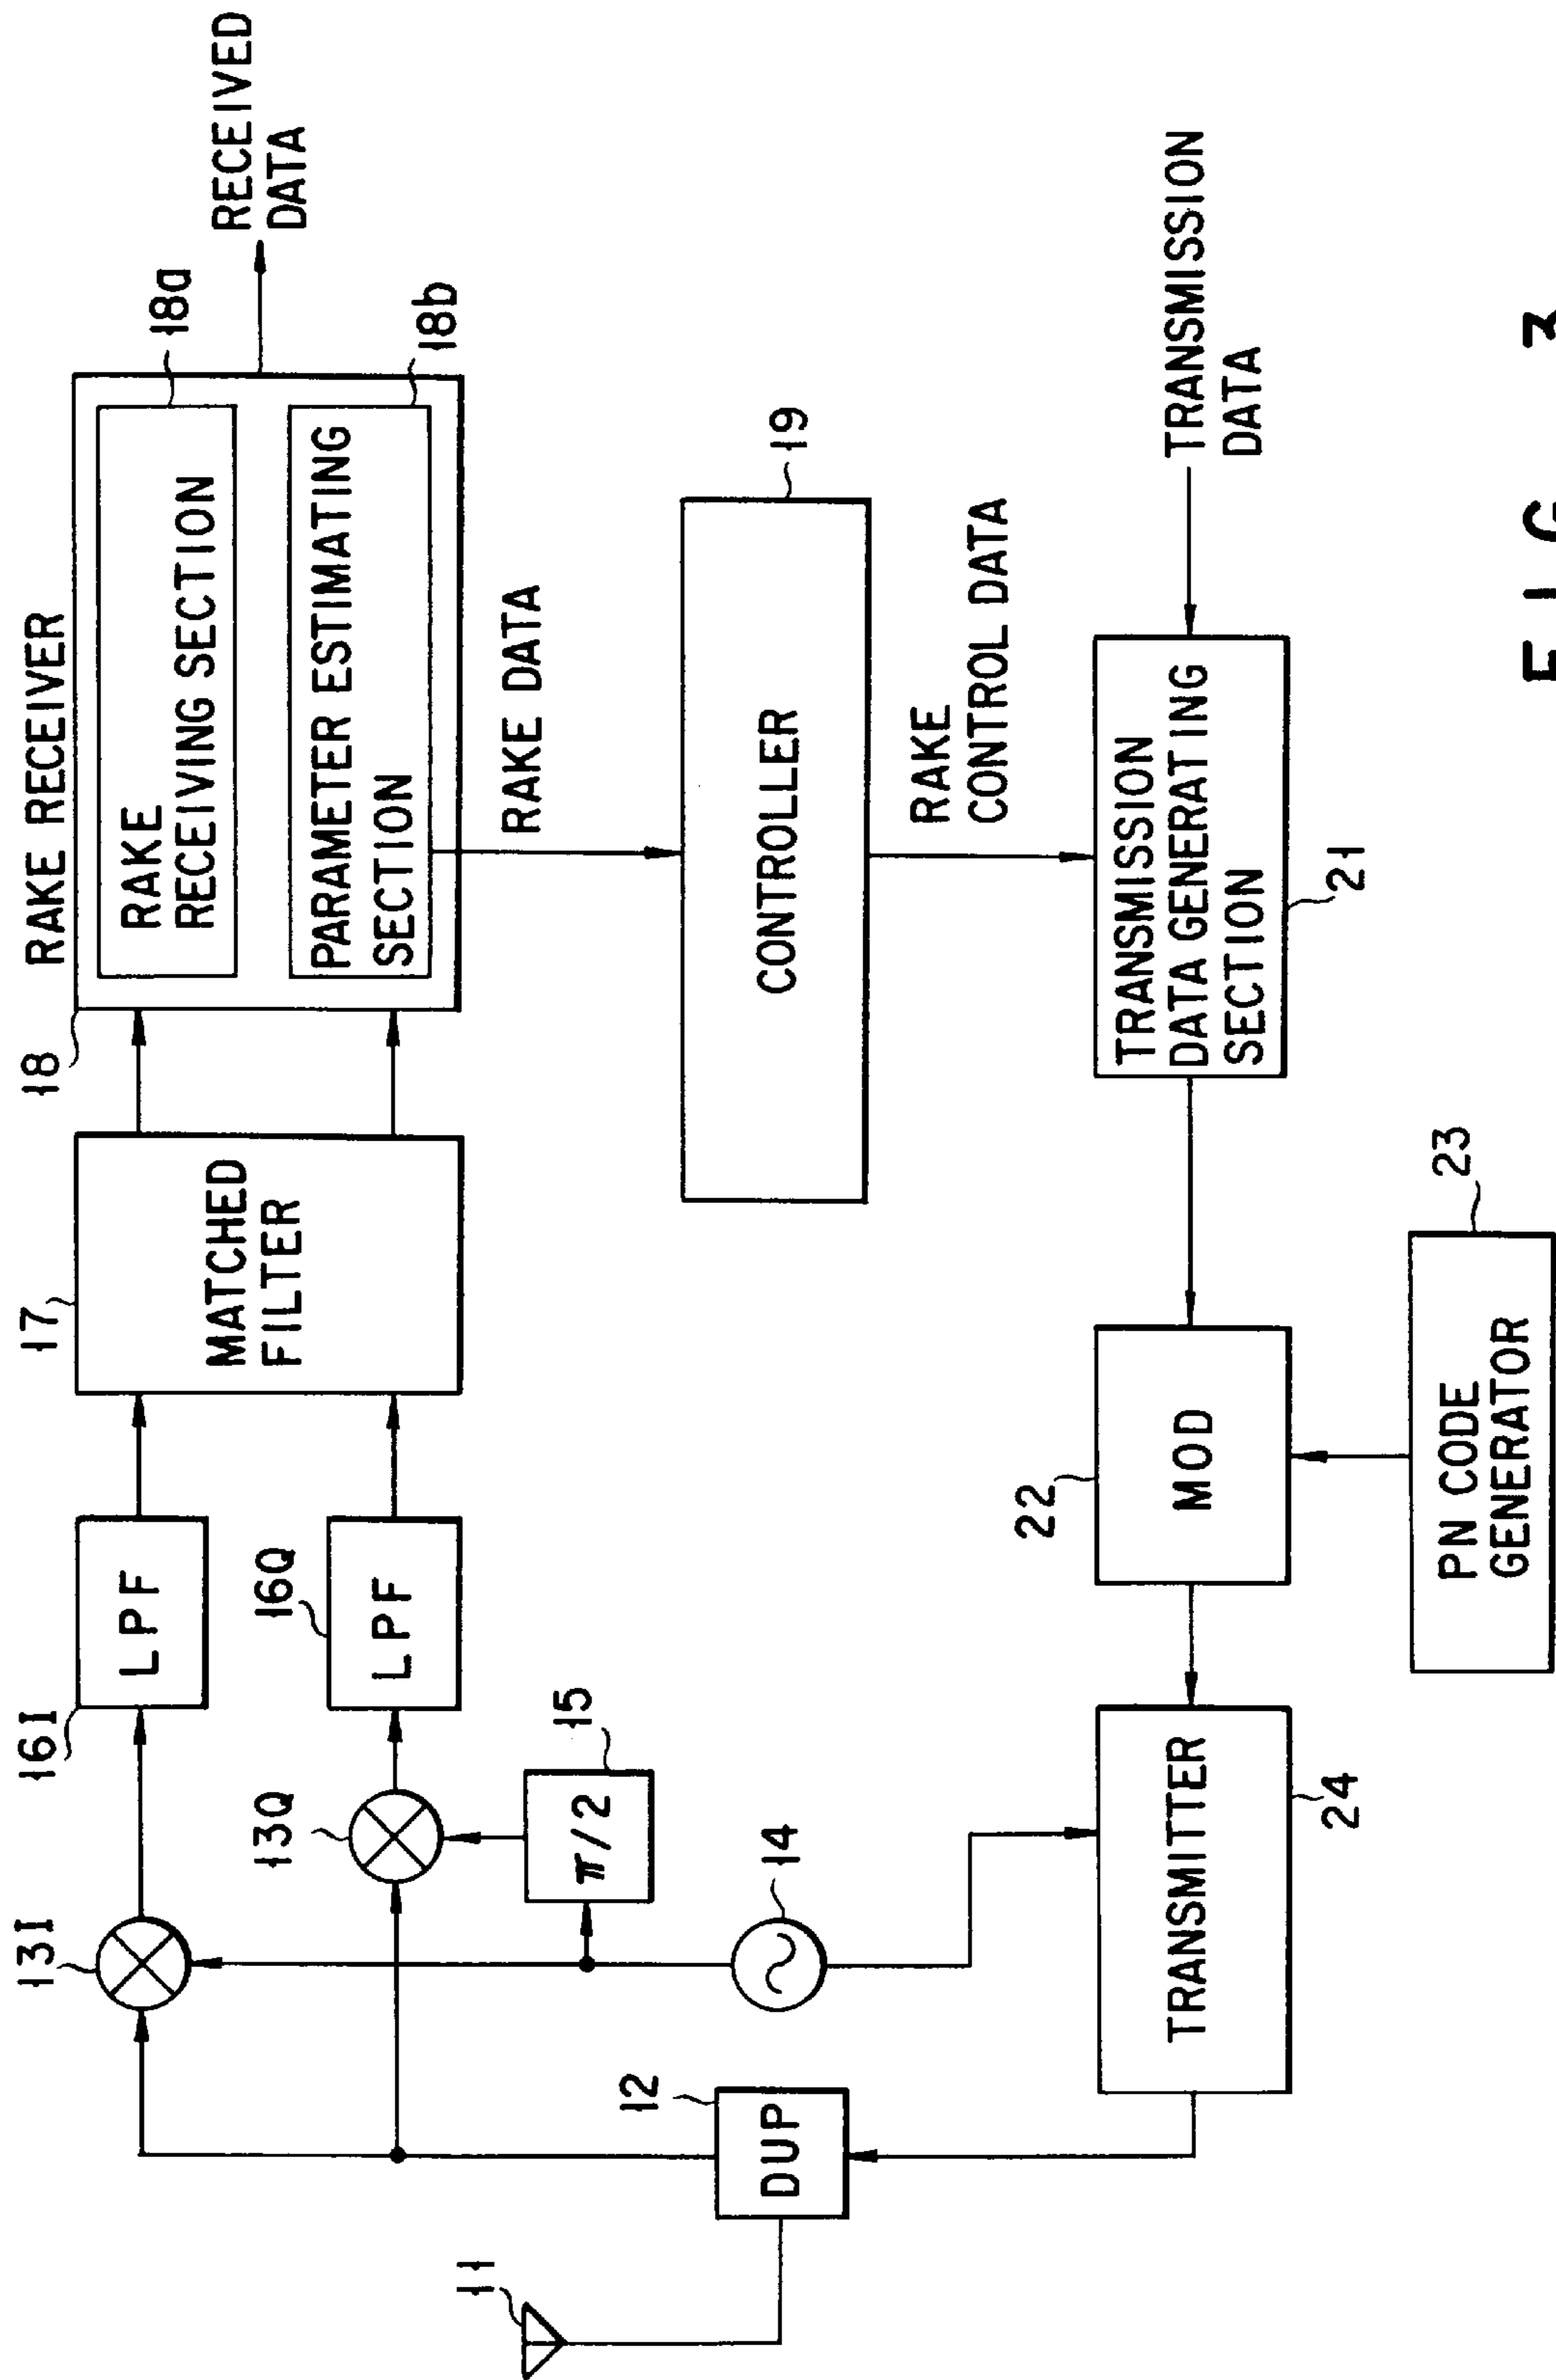 11
12
DUP
13I
13Q
14
15
π/2
16I
LPF
16Q
LPF
17
MATCHED
FILTER
18
RAKE RECEIVER
RAKE
RECEIVING SECTION
18a
PARAMETER ESTIMATING
SECTION
18b
RECEIVED
DATA
RAKE DATA
CONTROLLER
19
RAKE
CONTROL DATA
TRANSMISSION
DATA
TRANSMISSION
DATA GENERATING
SECTION
21
22
MOD
PN CODE
GENERATOR
23
TRANSMITTER
24
FIG. 3